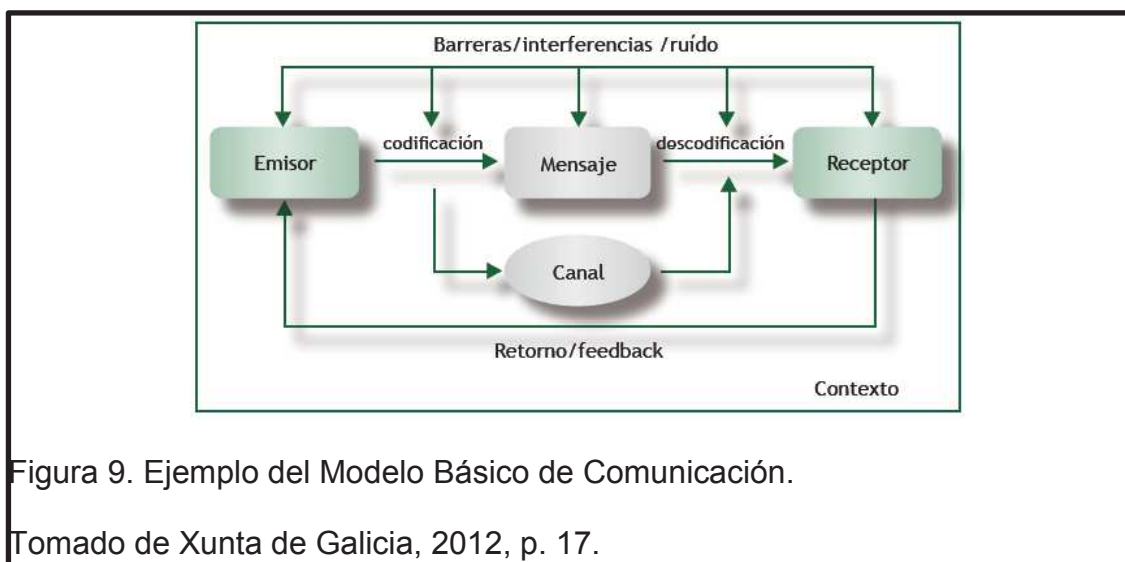 Barreras/interferencias /ruído
codificación
descodificación
Emisor
Mensaje
Receptor
Canal
Retorno/feedback
Contexto
Figura 9. Ejemplo del Modelo Básico de Comunicación.
Tomado de Xunta de Galicia, 2012, p. 17.